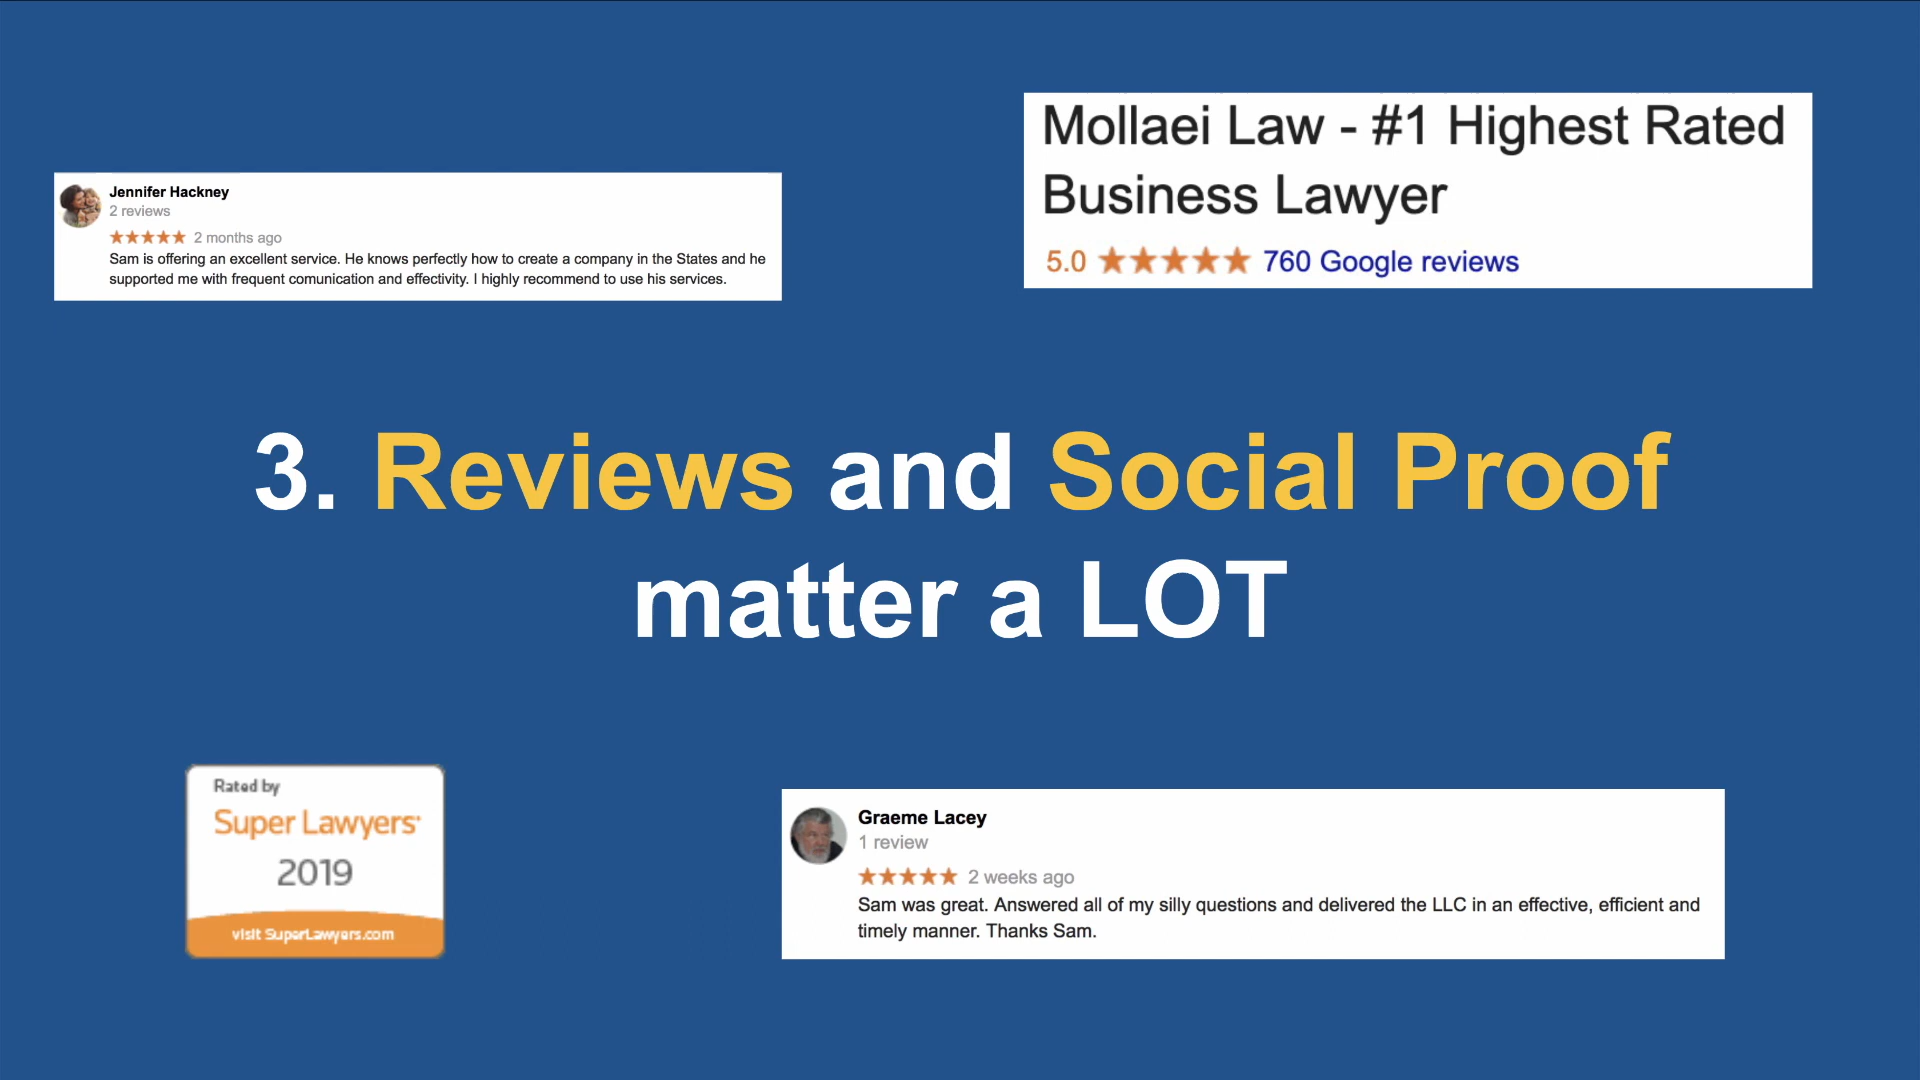 Mollaei Law - #1 Highest Rated
Business Lawyer
5.0 ★★★★★ 760 Google reviews
Jennifer Hackney
2 reviews
★★★★★ 2 months ago
Sam is offering an excellent service. He knows perfectly how to create a company in the States and he
supported me with frequent comunication and effectivity. I highly recommend to use his services.
3. Reviews and Social Proof
matter a LOT
Rated by
Super Lawyers
2019
visit SuperLawyers.com
Graeme Lacey
1 review
★★★★★ 2 weeks ago
Sam was great. Answered all of my silly questions and delivered the LLC in an effective, efficient and
timely manner. Thanks Sam.